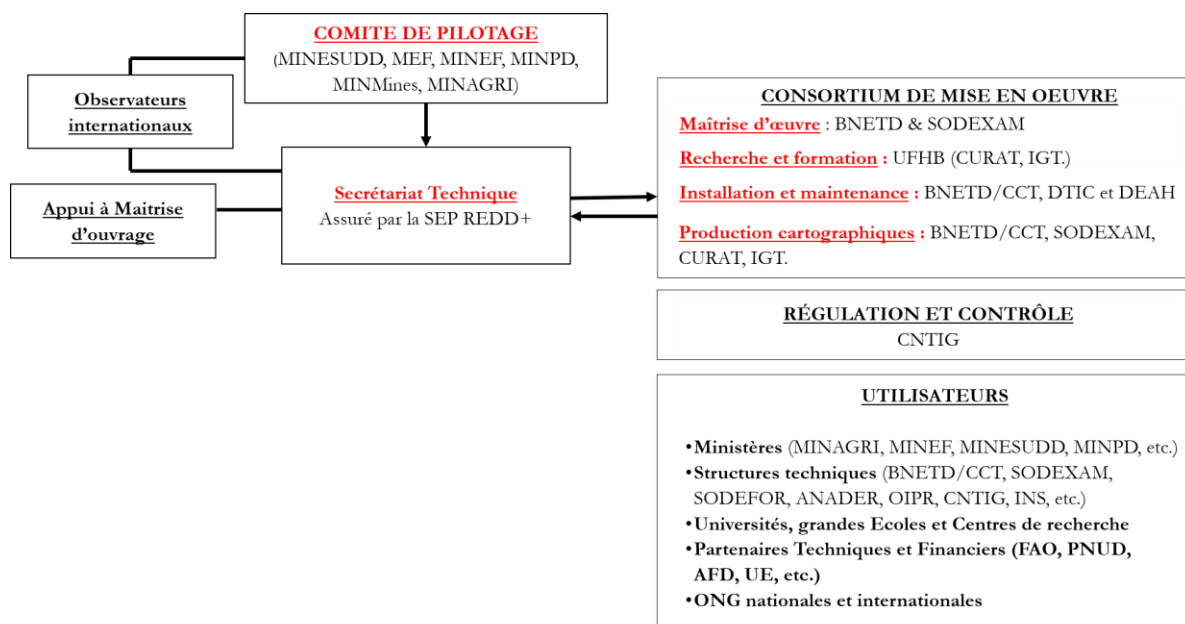 COMITE DE PILOTAGE
(MINESUDD, MEF, MINEF, MINPD,
MINMines, MINAGRI)
Observateurs
internationaux
Appui à Maitrise
d'ouvrage
Secrétariat Technique
Assuré par la SEP REDD+
CONSORTIUM DE MISE EN OEUVRE
Maîtrise d'œuvre : BNETD & SODEXAM
Recherche et formation : UFHB (CURAT, IGT.)
Installation et maintenance : BNETD/CCT, DTIC et DEAH
Production cartographiques : BNETD/CCT, SODEXAM,
CURAT, IGT.
RÉGULATION ET CONTRÔLE
CNTIG
UTILISATEURS
•Ministères (MINAGRI, MINEF, MINESUDD, MINPD, etc.)
•Structures techniques (BNETD/CCT, SODEXAM,
SODEFOR, ANADER, OIPR, CNTIG, INS, etc.)
•Universités, grandes Ecoles et Centres de recherche
•Partenaires Techniques et Financiers (FAO, PNUD,
AFD, UE, etc.)
•ONG nationales et internationales